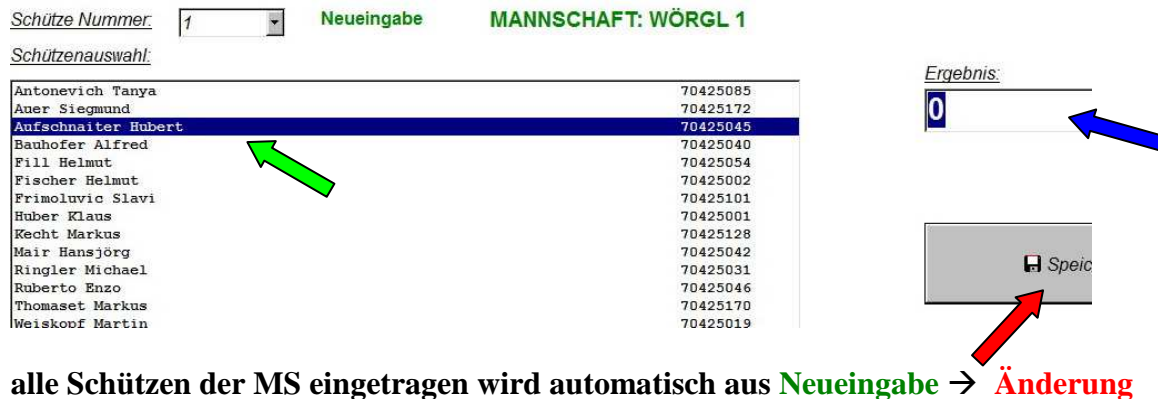 Schütze Nummer: 1 Neueingabe MANNSCHAFT: WÖRGL 1
Schützenauswahl:
Ergebnis:
0
Antonevich Tanya 70425085
Auer Siegmund 70425172
Aufschnaiter Hubert 70425045
Bauhofer Alfred 70425040
Fill Helmut 70425054
Fischer Helmut 70425002
Frimoluvic Slavi 70425101
Huber Klaus 70425001
Kecht Markus 70425128
Mair Hansjörg 70425042
Ringler Michael 70425031
Ruberto Enzo 70425046
Thomaset Markus 70425170
Weiskopf Martin 70425019
Speic
alle Schützen der MS eingetragen wird automatisch aus Neueingabe → Änderung